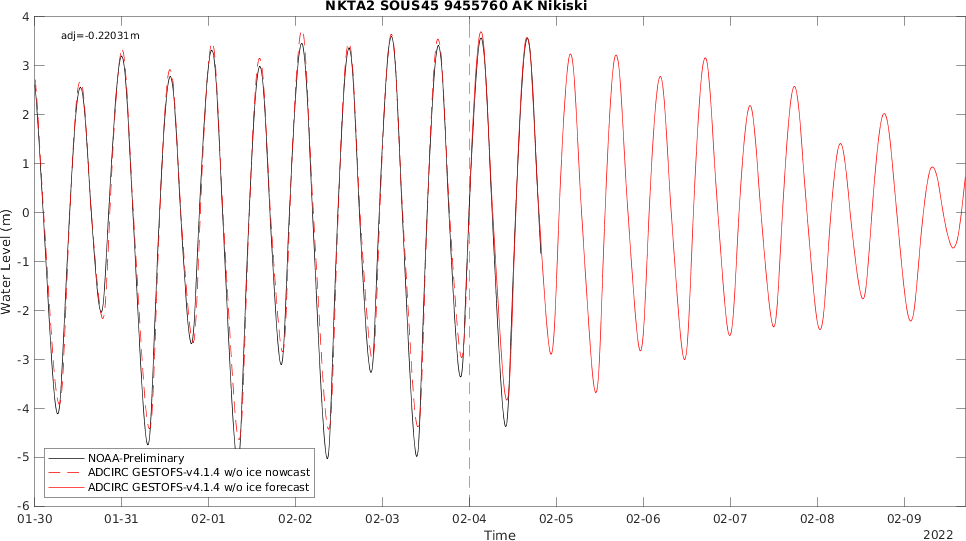 NKTA2 SOUS45 9455760 AK Nikiski
adj=-0.22031m
4
3
2
1
0
-1
-2
-3
-4
-5
-6
Water Level (m)
NOAA-Preliminary
ADCIRC GESTOFS-v4.1.4 w/o ice nowcast
ADCIRC GESTOFS-v4.1.4 w/o ice forecast
01-30 01-31 02-01 02-02 02-03 02-04 02-05 02-06 02-07 02-08 02-09
Time
2022